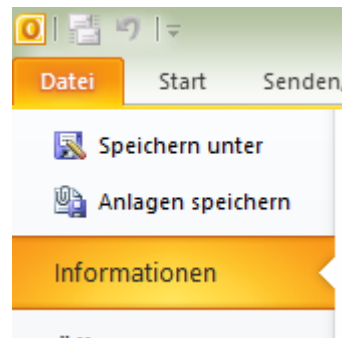 Datei Start Senden
Speichern unter
Anlagen speichern
Informationen